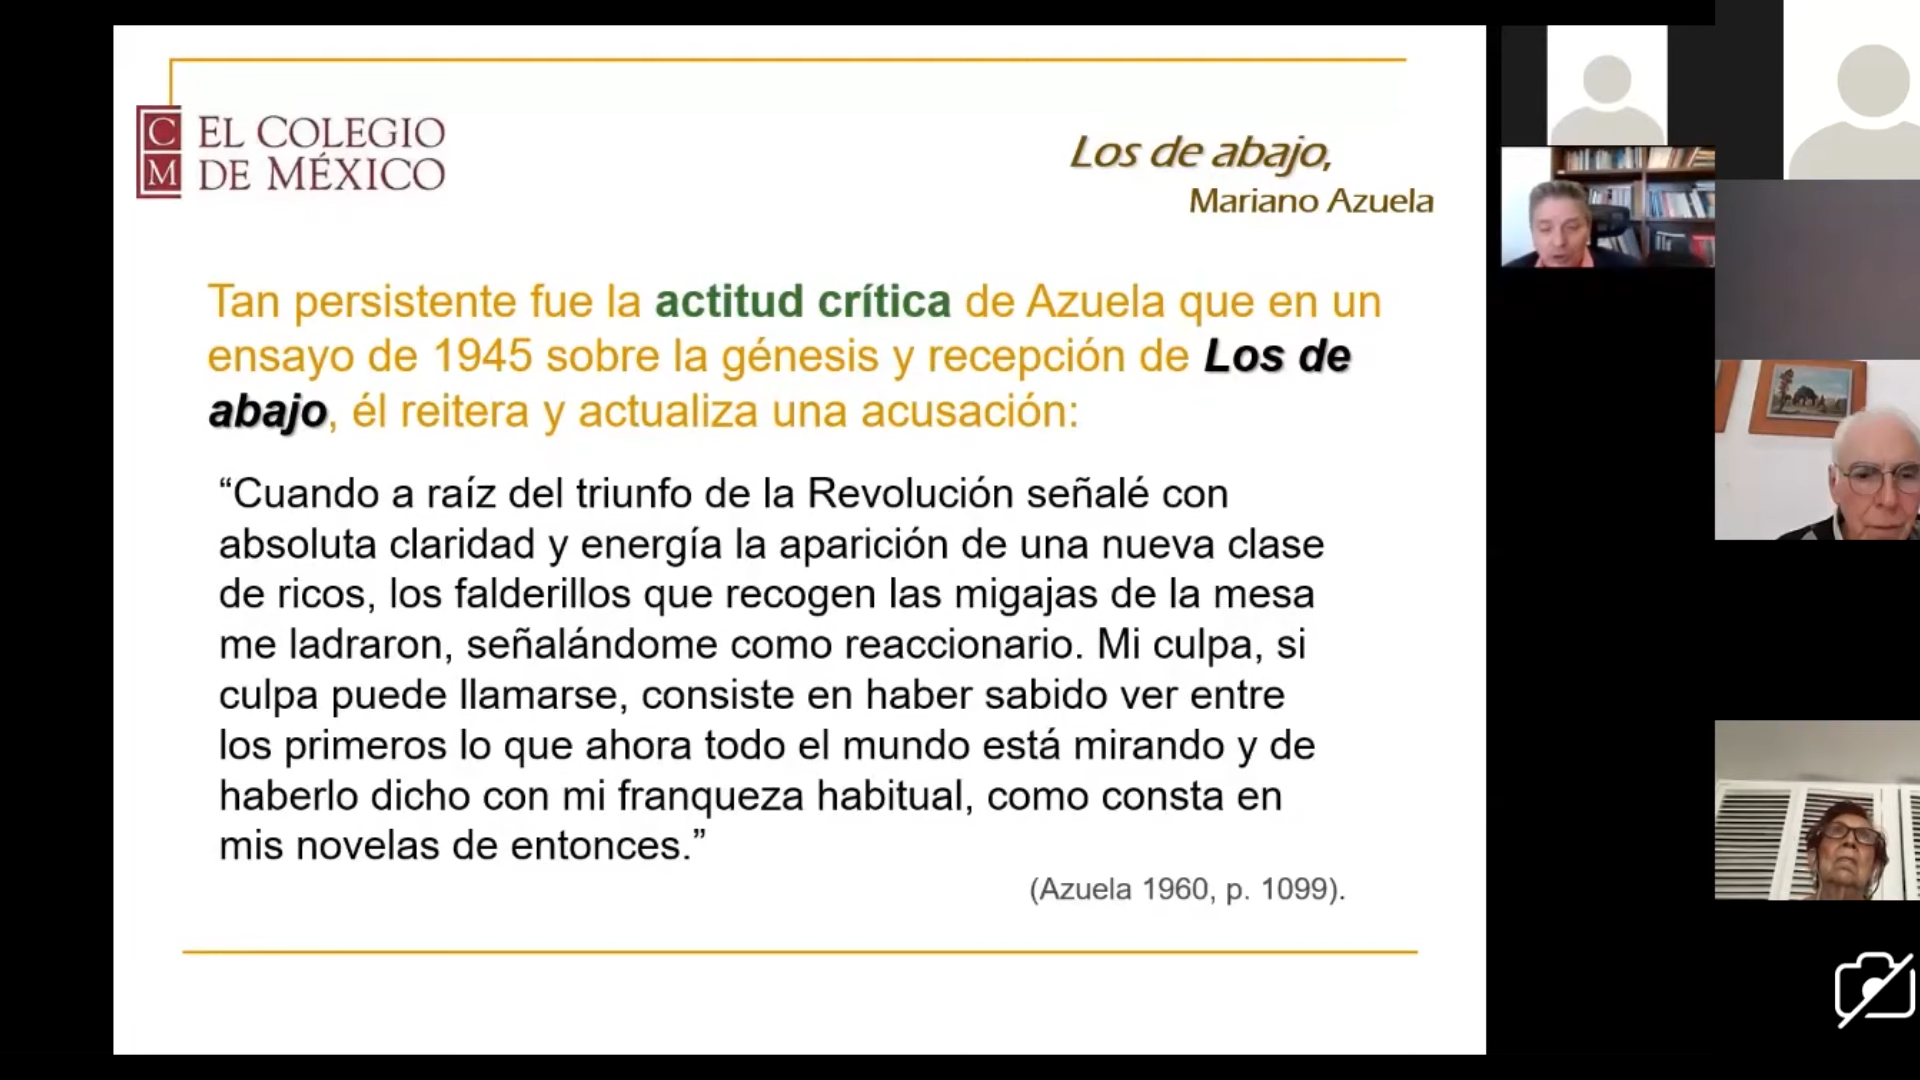 C
M
EL COLEGIO
DE MÉXICO
Los de abajo,
Mariano Azuela
Tan persistente fue la actitud crítica de Azuela que en un
ensayo de 1945 sobre la génesis y recepción de Los de
abajo, él reitera y actualiza una acusación:
“Cuando a raíz del triunfo de la Revolución señalé con
absoluta claridad y energía la aparición de una nueva clase
de ricos, los falderillos que recogen las migajas de la mesa
me ladraron, señalándome como reaccionario. Mi culpa, si
culpa puede llamarse, consiste en haber sabido ver entre
los primeros lo que ahora todo el mundo está mirando y de
haberlo dicho con mi franqueza habitual, como consta en
mis novelas de entonces.”
(Azuela 1960, p. 1099).